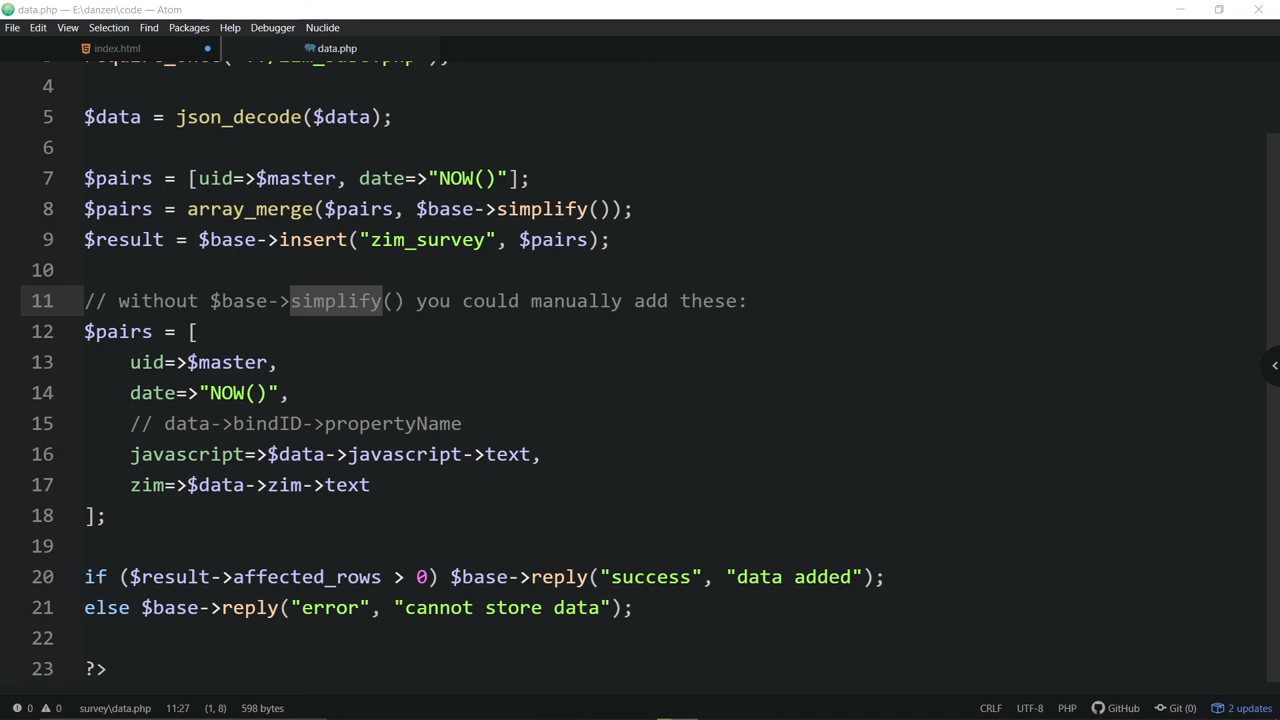 data.php — E:\danzen\code — Atom
File Edit View Selection Find Packages Help Debugger Nuclide
index.html data.php
4
5 $data = json_decode($data);
6
7 $pairs = [uid=>$master, date=>"NOW()"];
8 $pairs = array_merge($pairs, $base->simplify());
9 $result = $base->insert("zim_survey", $pairs);
10
11 // without $base->simplify() you could manually add these:
12 $pairs = [
13 uid=>$master,
14 date=>"NOW()",
15 // data->bindID->propertyName
16 javascript=>$data->javascript->text,
17 zim=>$data->zim->text
18 ];
19
20 if ($result->affected_rows > 0) $base->reply("success", "data added");
21 else $base->reply("error", "cannot store data");
22
23 ?>
0 0 survey\data.php 11:27 (1, 8) 598 bytes CRLF UTF-8 PHP GitHub Git (0) 2 updates